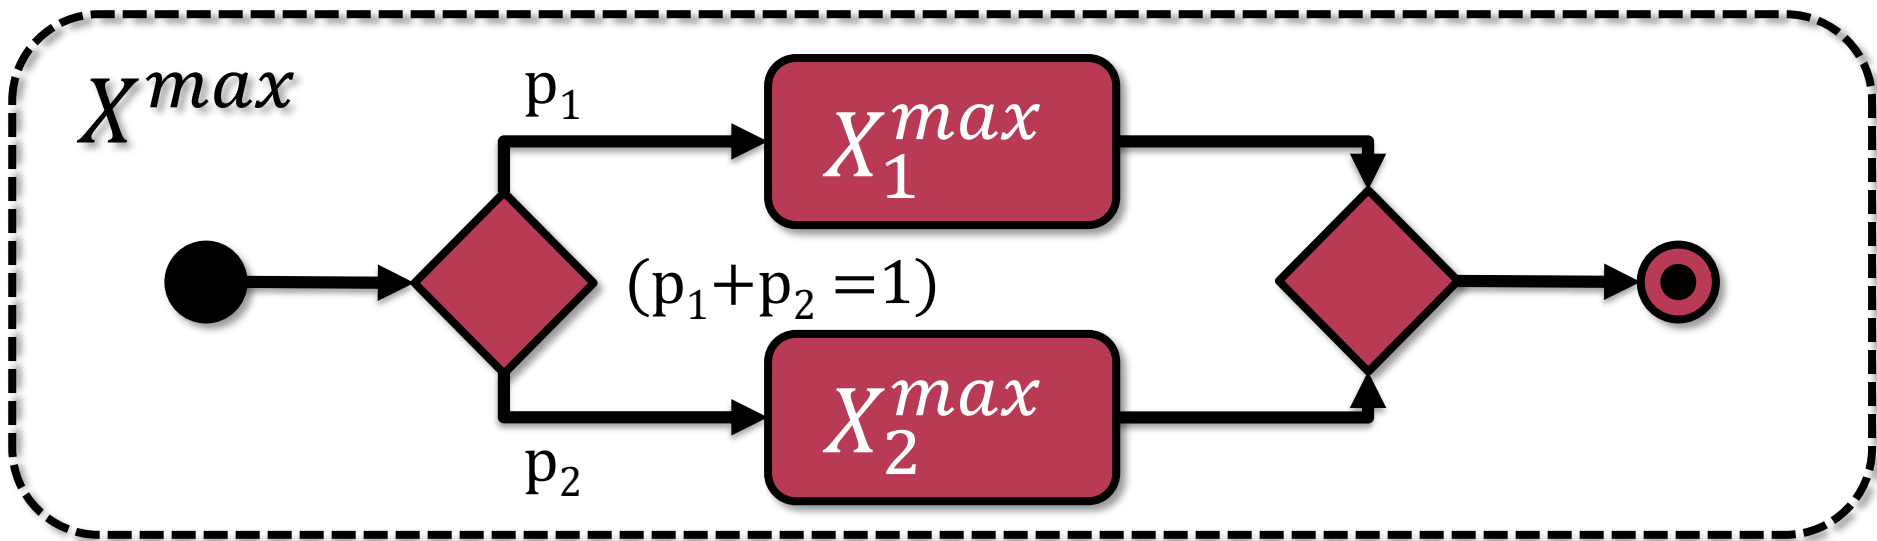 X^max
p₁
X₁^max
(p₁+p₂ =1)
X₂^max
p₂